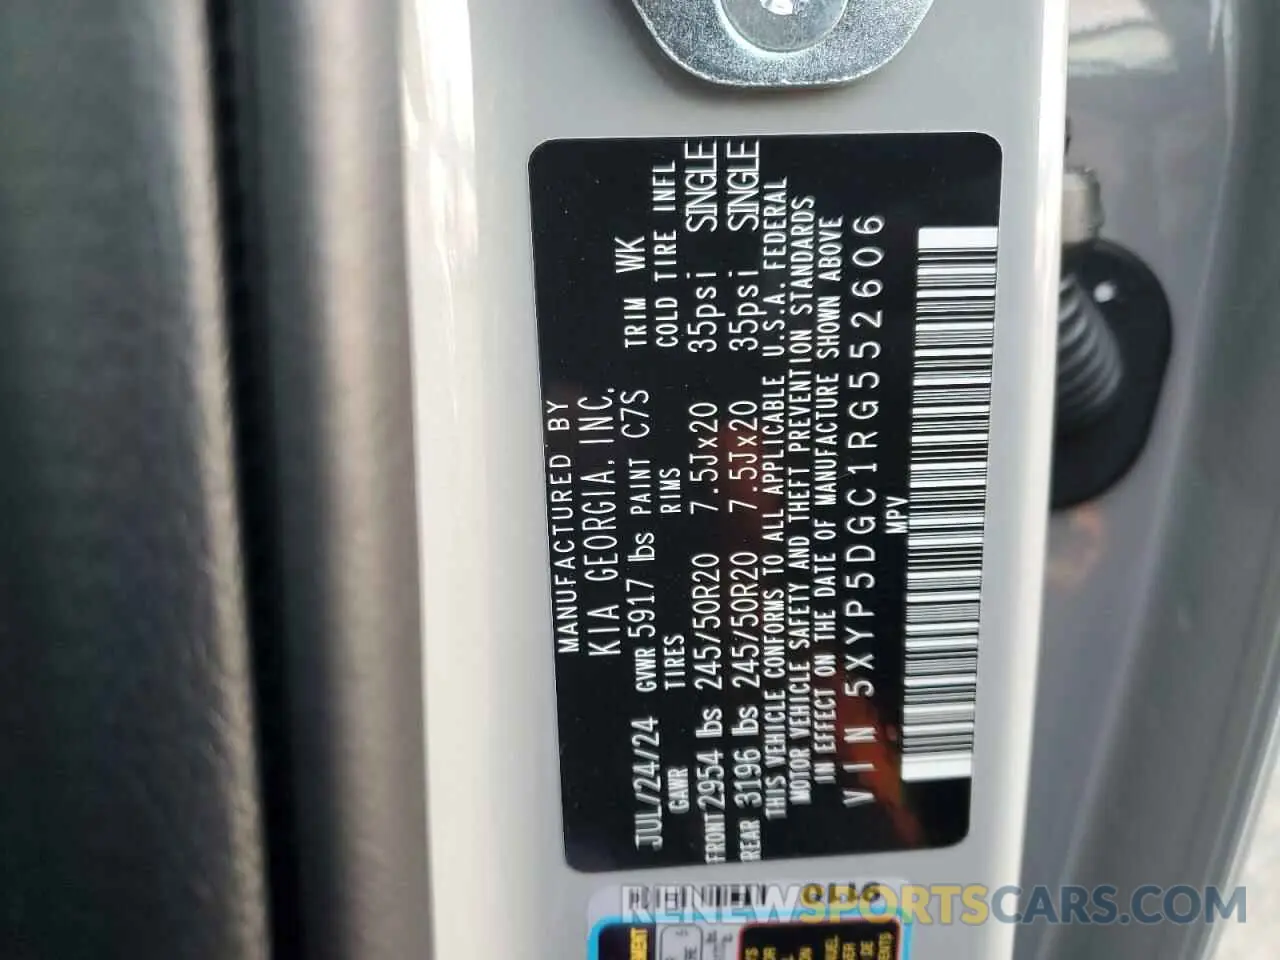 MANUFACTURED BY
KIA GEORGIA, INC.
JUL/24/24 GVWR 5917 lbs PAINT C7S TRIM WK
GAWR TIRES RIMS COLD TIRE INFL
FRONT 2954 lbs 245/50R20 7.5Jx20 35psi SINGLE
REAR 3196 lbs 245/50R20 7.5Jx20 35psi SINGLE
THIS VEHICLE CONFORMS TO ALL APPLICABLE U.S.A. FEDERAL
MOTOR VEHICLE SAFETY AND THEFT PREVENTION STANDARDS
IN EFFECT ON THE DATE OF MANUFACTURE SHOWN ABOVE
VIN 5XYP5DGC1RG552606
MPV
RENEWSPORTSCARS.COM